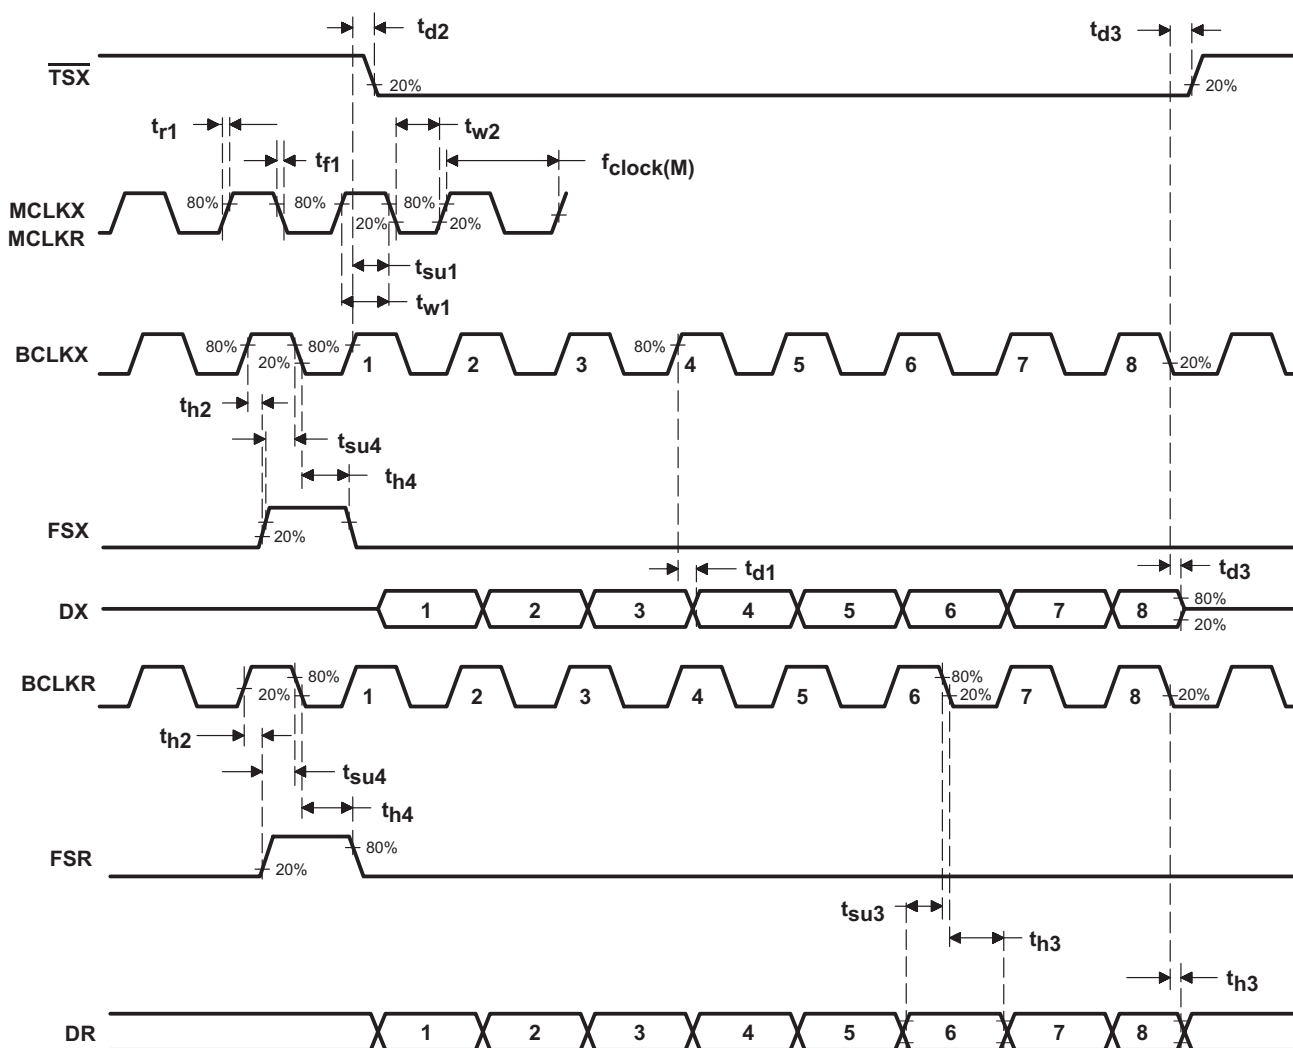 td2
td3
TSX
20%
20%
tr1
tw2
tf1
fclock(M)
MCLKX
MCLKR
80%
80%
80%
20%
20%
tsu1
tw1
BCLKX
80%
20%
80%
1 2 3
80%
4 5 6 7 8
20%
th2
tsu4
th4
FSX
20%
td1
td3
DX
1 2 3 4 5 6 7 8
80%
20%
BCLKR
20%
80%
1 2 3 4 5 6
80%
20%
7 8
20%
th2
tsu4
th4
FSR
20%
80%
tsu3
th3
th3
DR
1 2 3 4 5 6 7 8